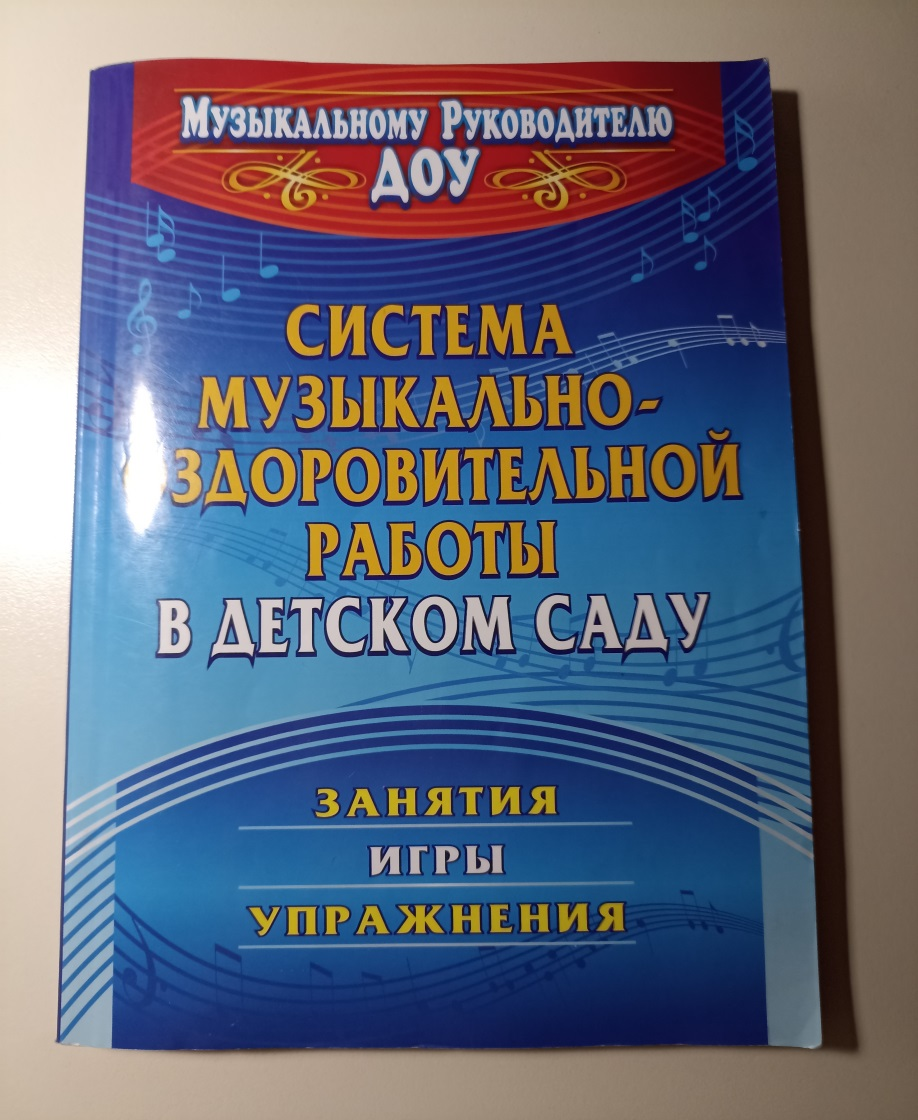 Музыкальному Руководителю
ДОУ
СИСТЕМА
МУЗЫКАЛЬНО-
ОЗДОРОВИТЕЛЬНОЙ
РАБОТЫ
В ДЕТСКОМ САДУ
ЗАНЯТИЯ
ИГРЫ
УПРАЖНЕНИЯ